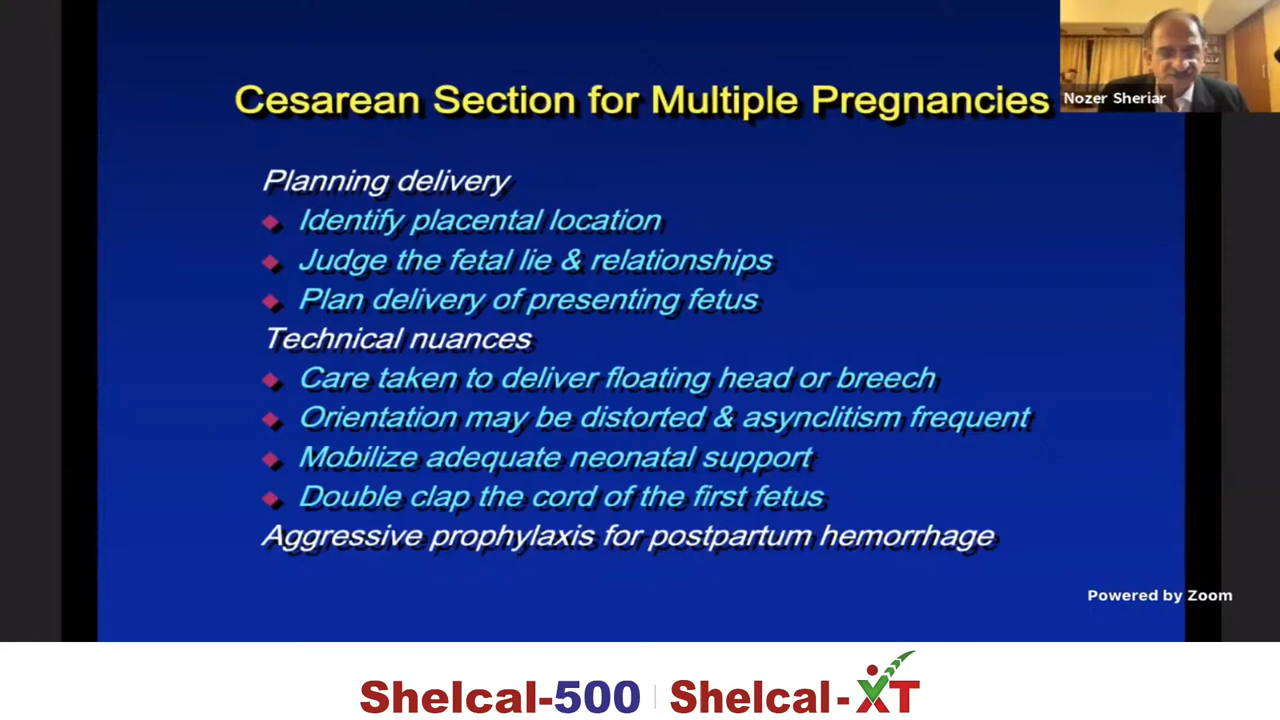 Cesarean Section for Multiple Pregnancies
Nozer Sheriar
Planning delivery
Identify placental location
Judge the fetal lie & relationships
Plan delivery of presenting fetus
Technical nuances
Care taken to deliver floating head or breech
Orientation may be distorted & asynclitism frequent
Mobilize adequate neonatal support
Double clap the cord of the first fetus
Aggressive prophylaxis for postpartum hemorrhage
Powered by Zoom
Shelcal-500 Shelcal-XT